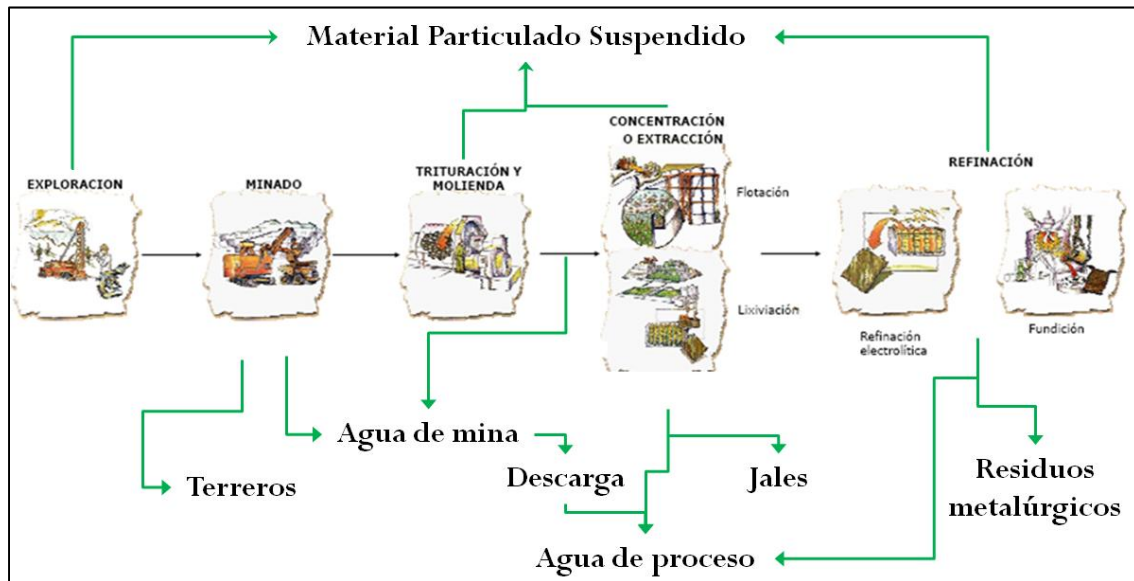 Material Particulado Suspendido
CONCENTRACIÓN
O EXTRACCIÓN
EXPLORACION
MINADO
TRITURACIÓN Y
MOLIENDA
REFINACIÓN
Flotación
Lixiviación
Refinación
electrolítica
Fundición
Agua de mina
Terreros
Descarga
Jales
Residuos
metalúrgicos
Agua de proceso